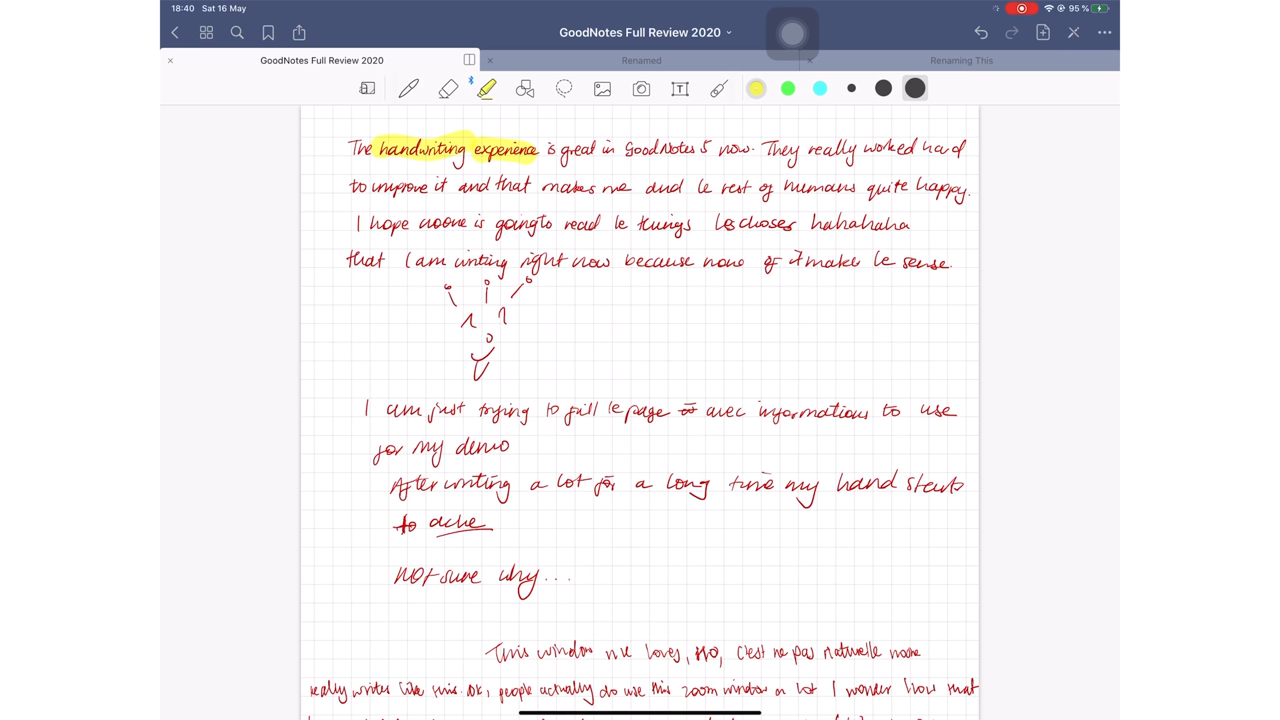 18:40 Sat 16 May
95 %
GoodNotes Full Review 2020
GoodNotes Full Review 2020
Renamed
Renaming This
The handwriting experience is great in GoodNotes 5 now. They really worked hard
to improve it and that makes me and le rest of humans quite happy.
I hope noone is going to read le things les choses hahahaha
that I am writing right now because none of it makes le sense.
I am just trying to fill le page avec informations to use
for my demo
After writing a lot for a long time my hand starts
to ache
NOT sure why...
This window we loves, NO, c'est ne pas naturelle noone
really writes like this. OK, people actually do use this zoom window a lot I wonder how that